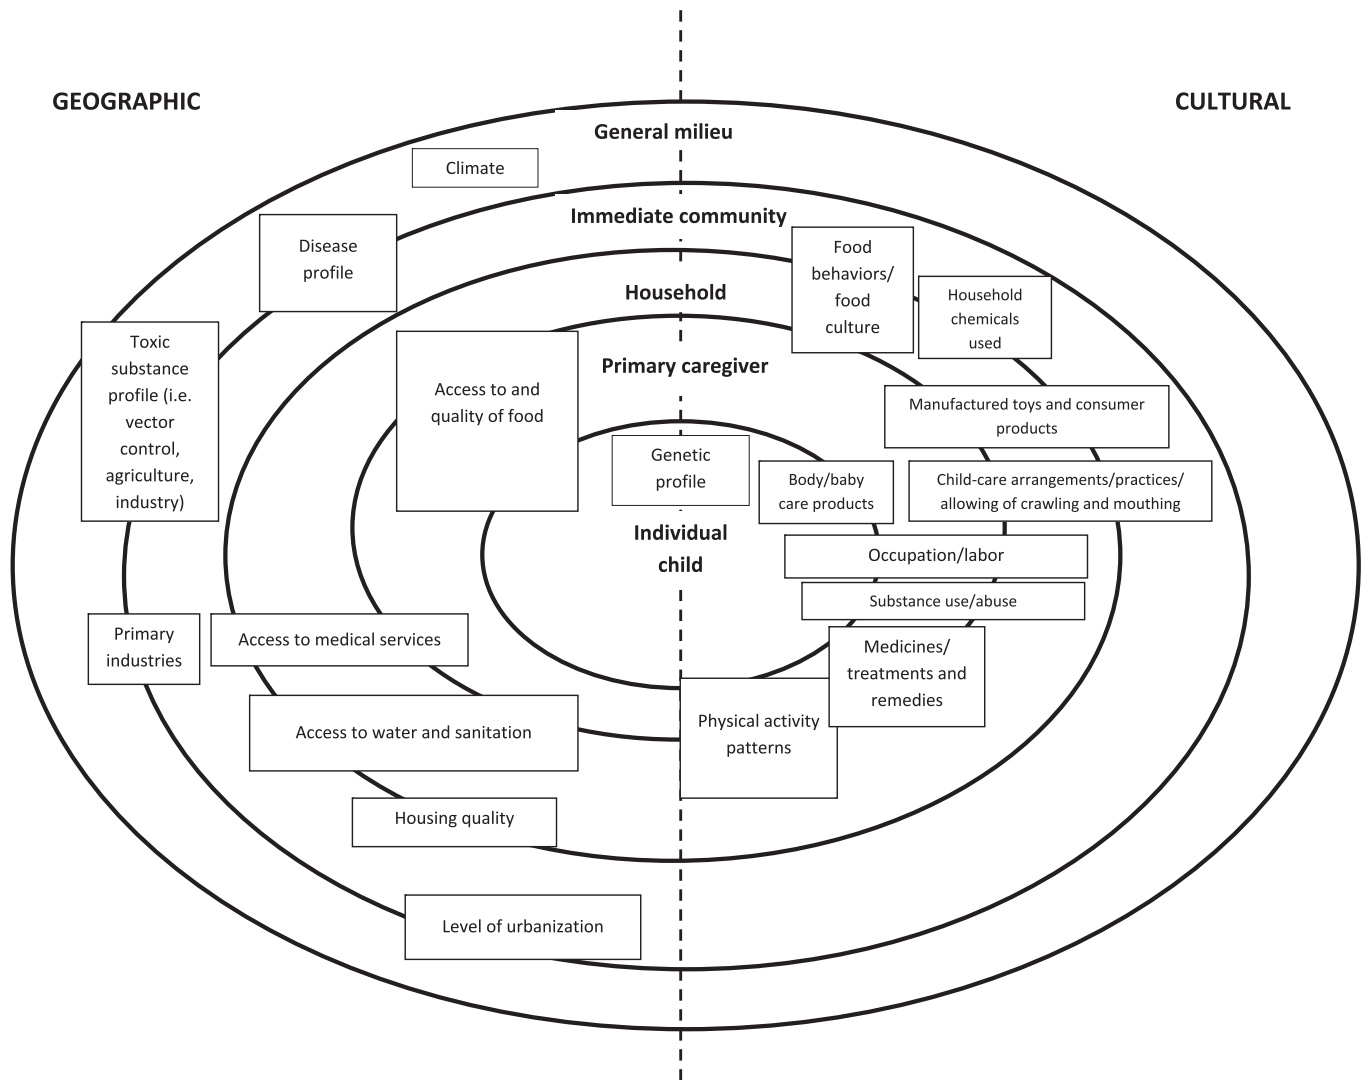 GEOGRAPHIC
CULTURAL
General milieu
Climate
Immediate community
Disease
profile
Food
behaviors/
food
culture
Household
Household
chemicals
used
Toxic
substance
profile (i.e.
vector
control,
agriculture,
industry)
Primary caregiver
Access to and
quality of food
Manufactured toys and consumer
products
Genetic
profile
Body/baby
care products
Child-care arrangements/practices/
allowing of crawling and mouthing
Individual
child
Occupation/labor
Substance use/abuse
Primary
industries
Access to medical services
Medicines/
treatments and
remedies
Access to water and sanitation
Physical activity
patterns
Housing quality
Level of urbanization